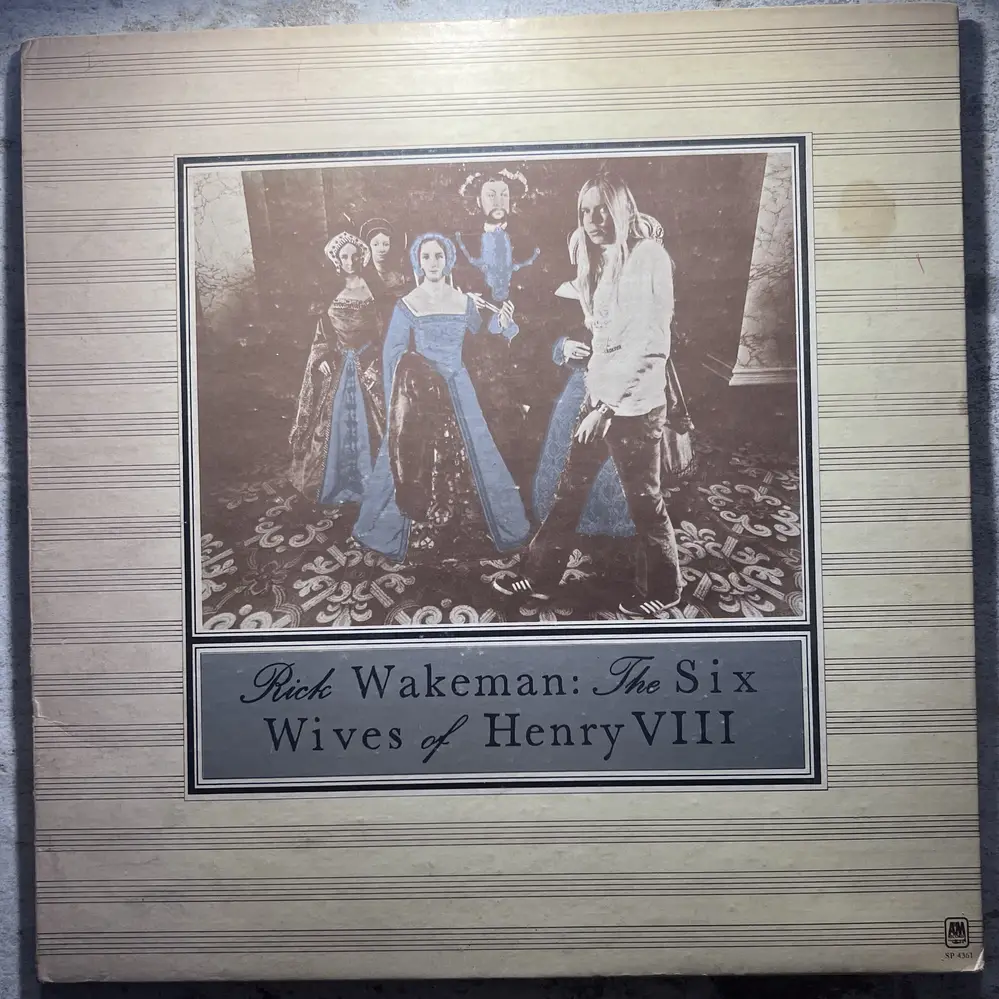 Rick Wakeman: The Six
Wives of Henry VIII
A&M
SP 4361